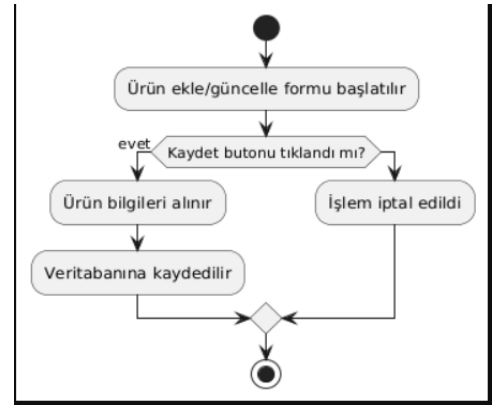 Ürün ekle/güncelle formu başlatılır
evet
Kaydet butonu tıklandı mı?
Ürün bilgileri alınır
İşlem iptal edildi
Veritabanına kaydedilir